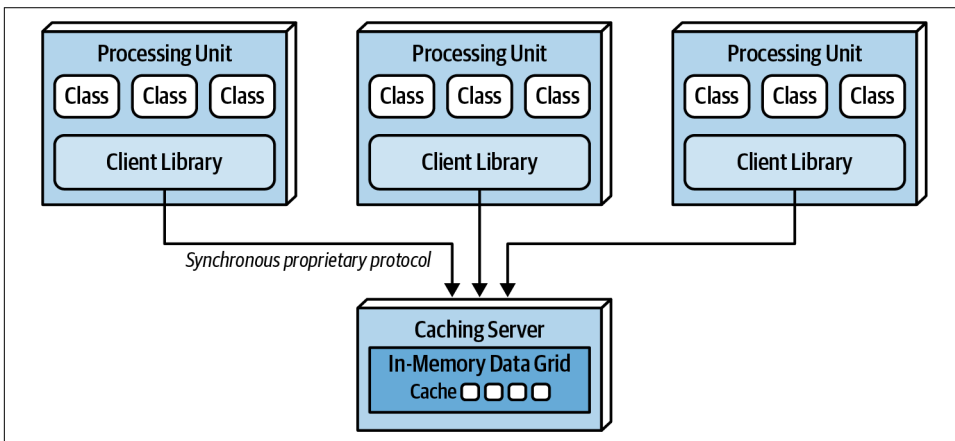 Processing Unit
Class Class Class
Client Library
Processing Unit
Class Class Class
Client Library
Processing Unit
Class Class Class
Client Library
Synchronous proprietary protocol
Caching Server
In-Memory Data Grid
Cache